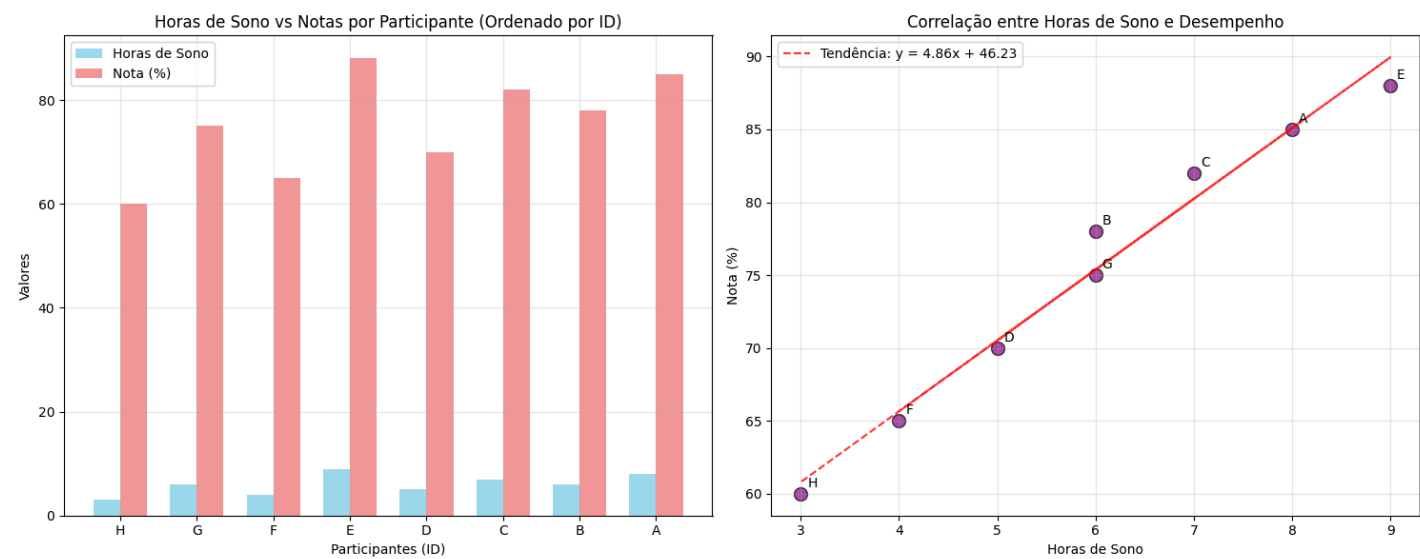 Horas de Sono vs Notas por Participante (Ordenado por ID)
Horas de Sono
Nota (%)
Valores
80
60
40
20
0
H G F E D C B A
Participantes (ID)
Correlação entre Horas de Sono e Desempenho
Tendência: y = 4.86x + 46.23
Nota (%)
90
85
80
75
70
65
60
E
A
C
B
G
D
F
H
3 4 5 6 7 8 9
Horas de Sono